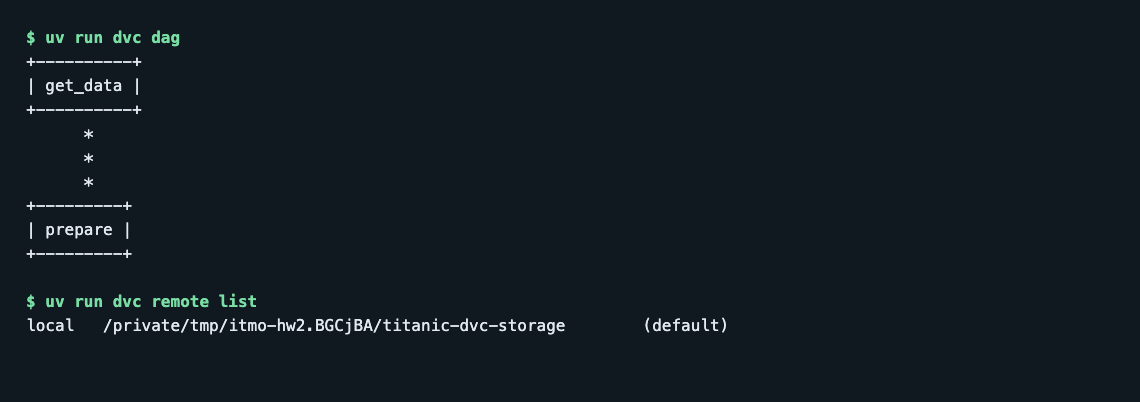 $ uv run dvc dag
+----------+
| get_data |
+----------+
      *
      *
      *
+---------+
| prepare |
+---------+
$ uv run dvc remote list
local   /private/tmp/itmo-hw2.BGCjBA/titanic-dvc-storage        (default)